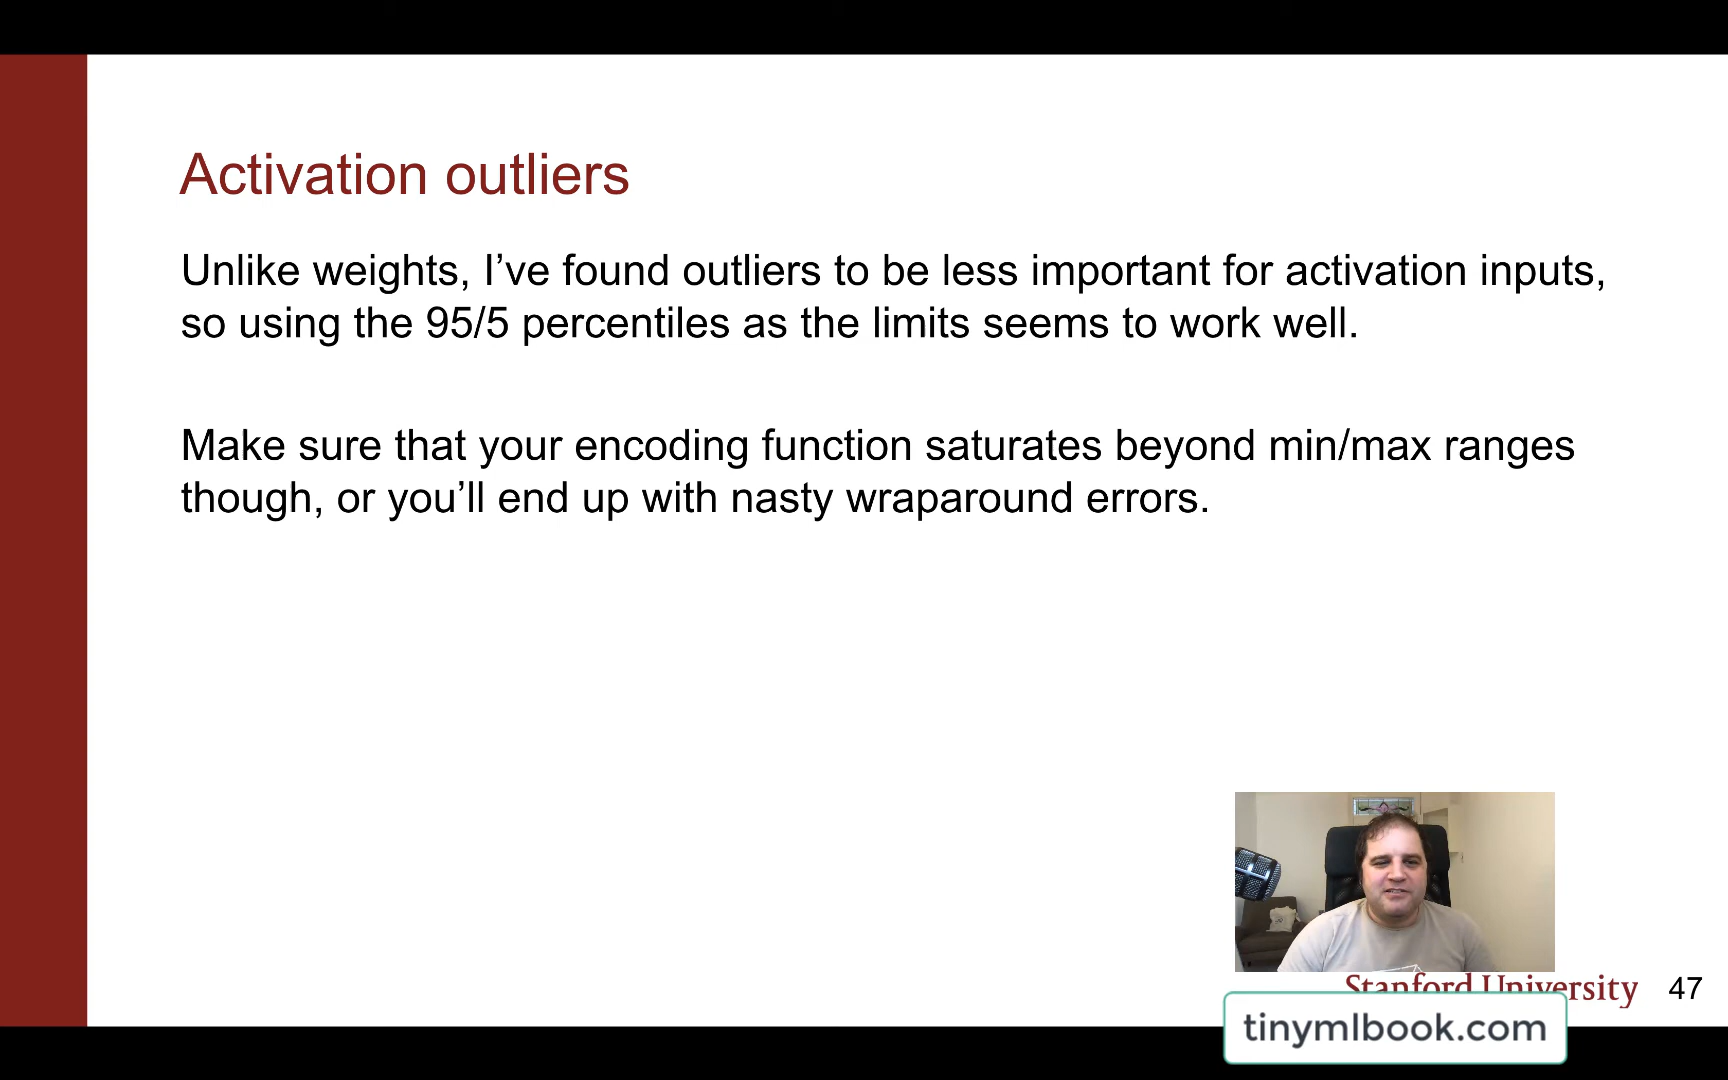 Activation outliers
Unlike weights, I’ve found outliers to be less important for activation inputs,
so using the 95/5 percentiles as the limits seems to work well.
Make sure that your encoding function saturates beyond min/max ranges
though, or you’ll end up with nasty wraparound errors.
Stanford University 47
tinymlbook.com